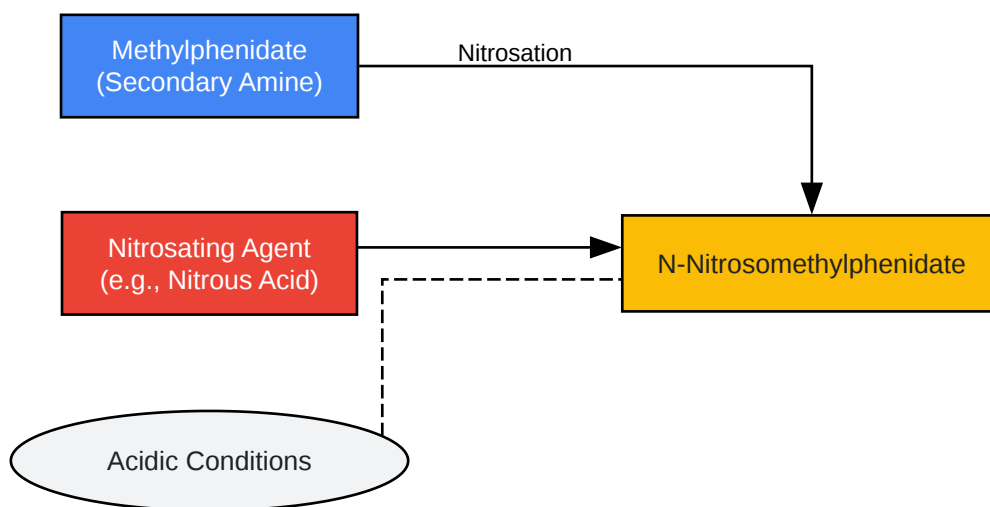 Methylphenidate
(Secondary Amine)
Nitrosation
Nitrosating Agent
(e.g., Nitrous Acid)
N-Nitrosomethylphenidate
Acidic Conditions